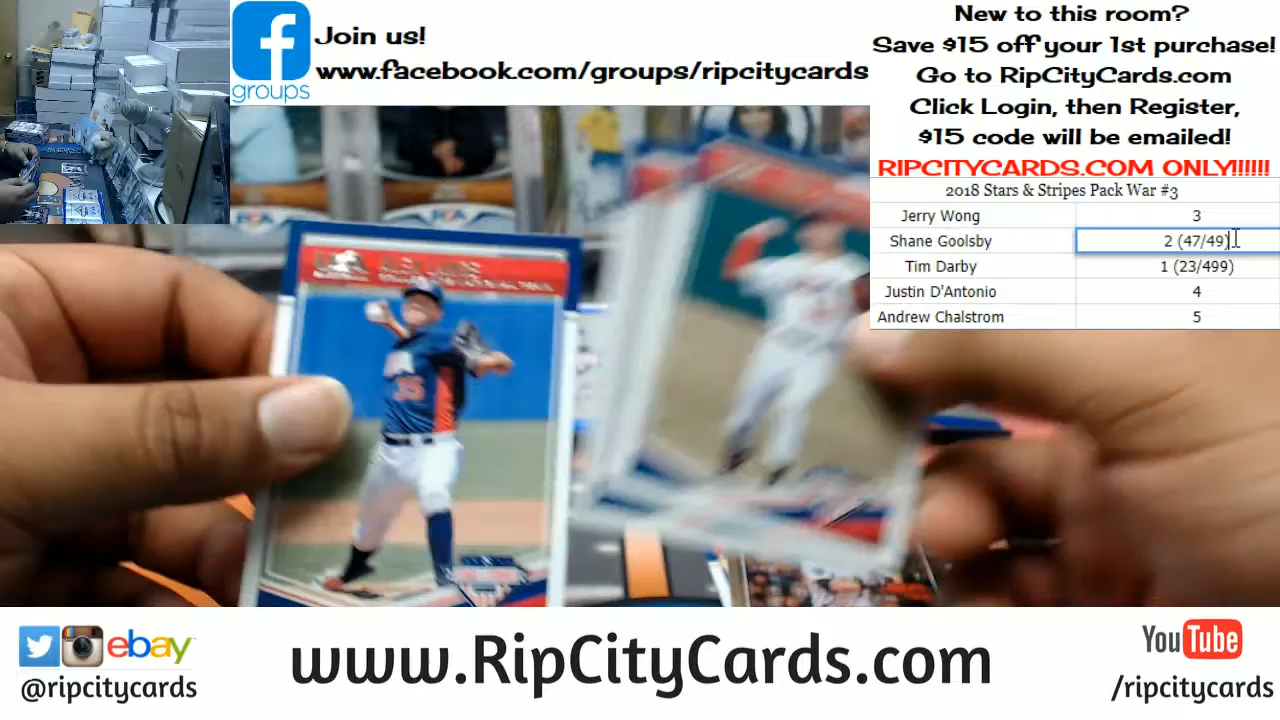 Join us!
www.facebook.com/groups/ripcitycards
groups
New to this room?
Save $15 off your 1st purchase!
Go to RipCityCards.com
Click Login, then Register,
$15 code will be emailed!
RIPCITYCARDS.COM ONLY!!!!!!
2018 Stars & Stripes Pack War #3
Jerry Wong 3
Shane Goolsby 2 (47/49)
Tim Darby 1 (23/499)
Justin D'Antonio 4
Andrew Chalstrom 5
35
ebay
@ripcitycards
www.RipCityCards.com
YouTube
/ripcitycards